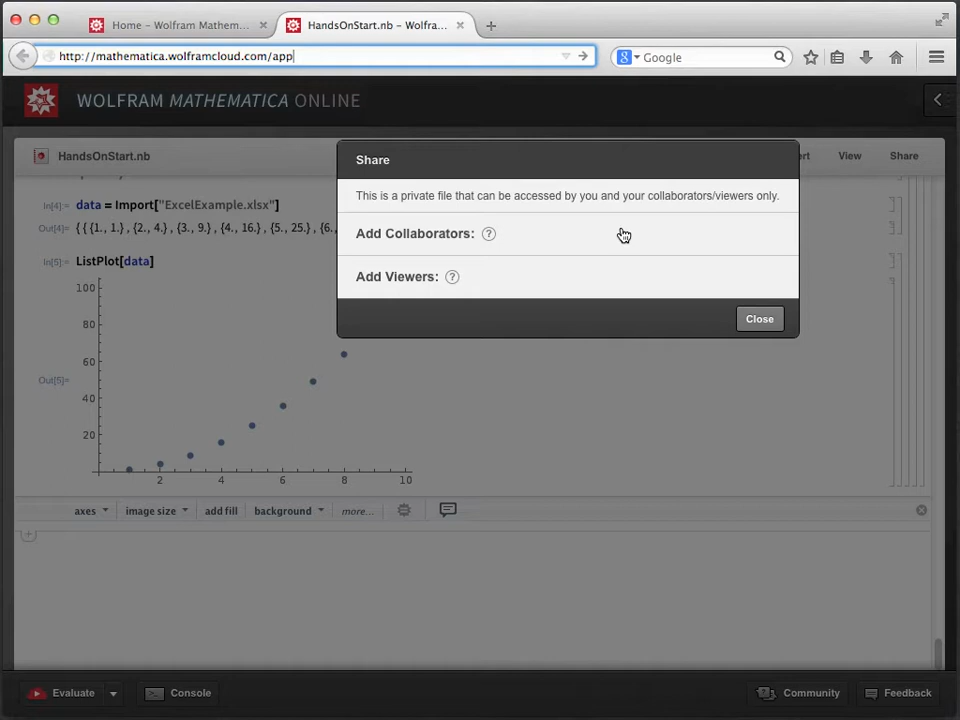 Home – Wolfram Mathem...
HandsOnStart.nb – Wolfra...
http://mathematica.wolframcloud.com/app
Google
WOLFRAM MATHEMATICA ONLINE
HandsOnStart.nb
View
Share
Share
This is a private file that can be accessed by you and your collaborators/viewers only.
Add Collaborators: ?
Add Viewers: ?
Close
In[4]:= data = Import["ExcelExample.xlsx"]
Out[4]= {{{1., 1.}, {2., 4.}, {3., 9.}, {4., 16.}, {5., 25.}, {6.,
In[5]:= ListPlot[data]
100
80
60
Out[5]=
40
20
2 4 6 8 10
axes
image size
add fill
background
more...
Evaluate
Console
Community
Feedback